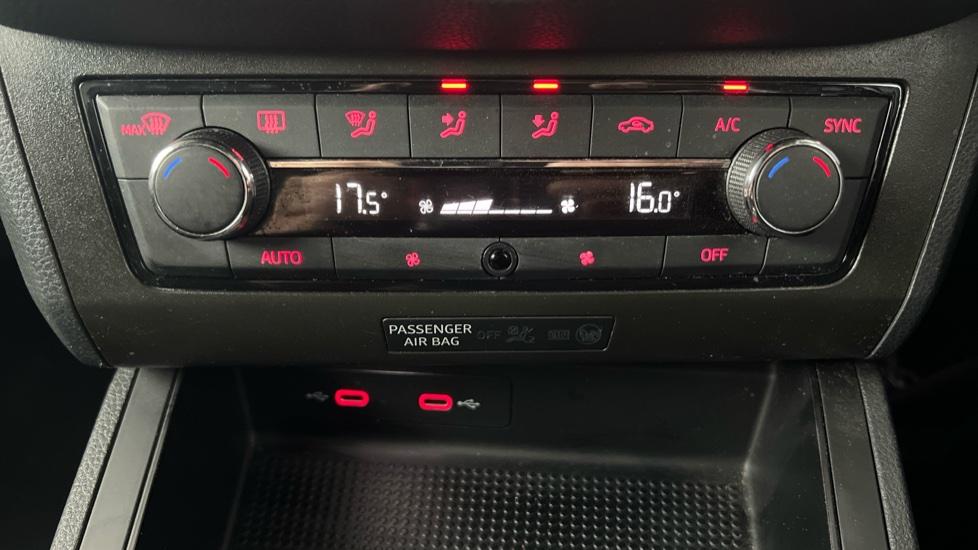 MAX
A/C
SYNC
17.5°
16.0°
AUTO
OFF
PASSENGER OFF
AIR BAG